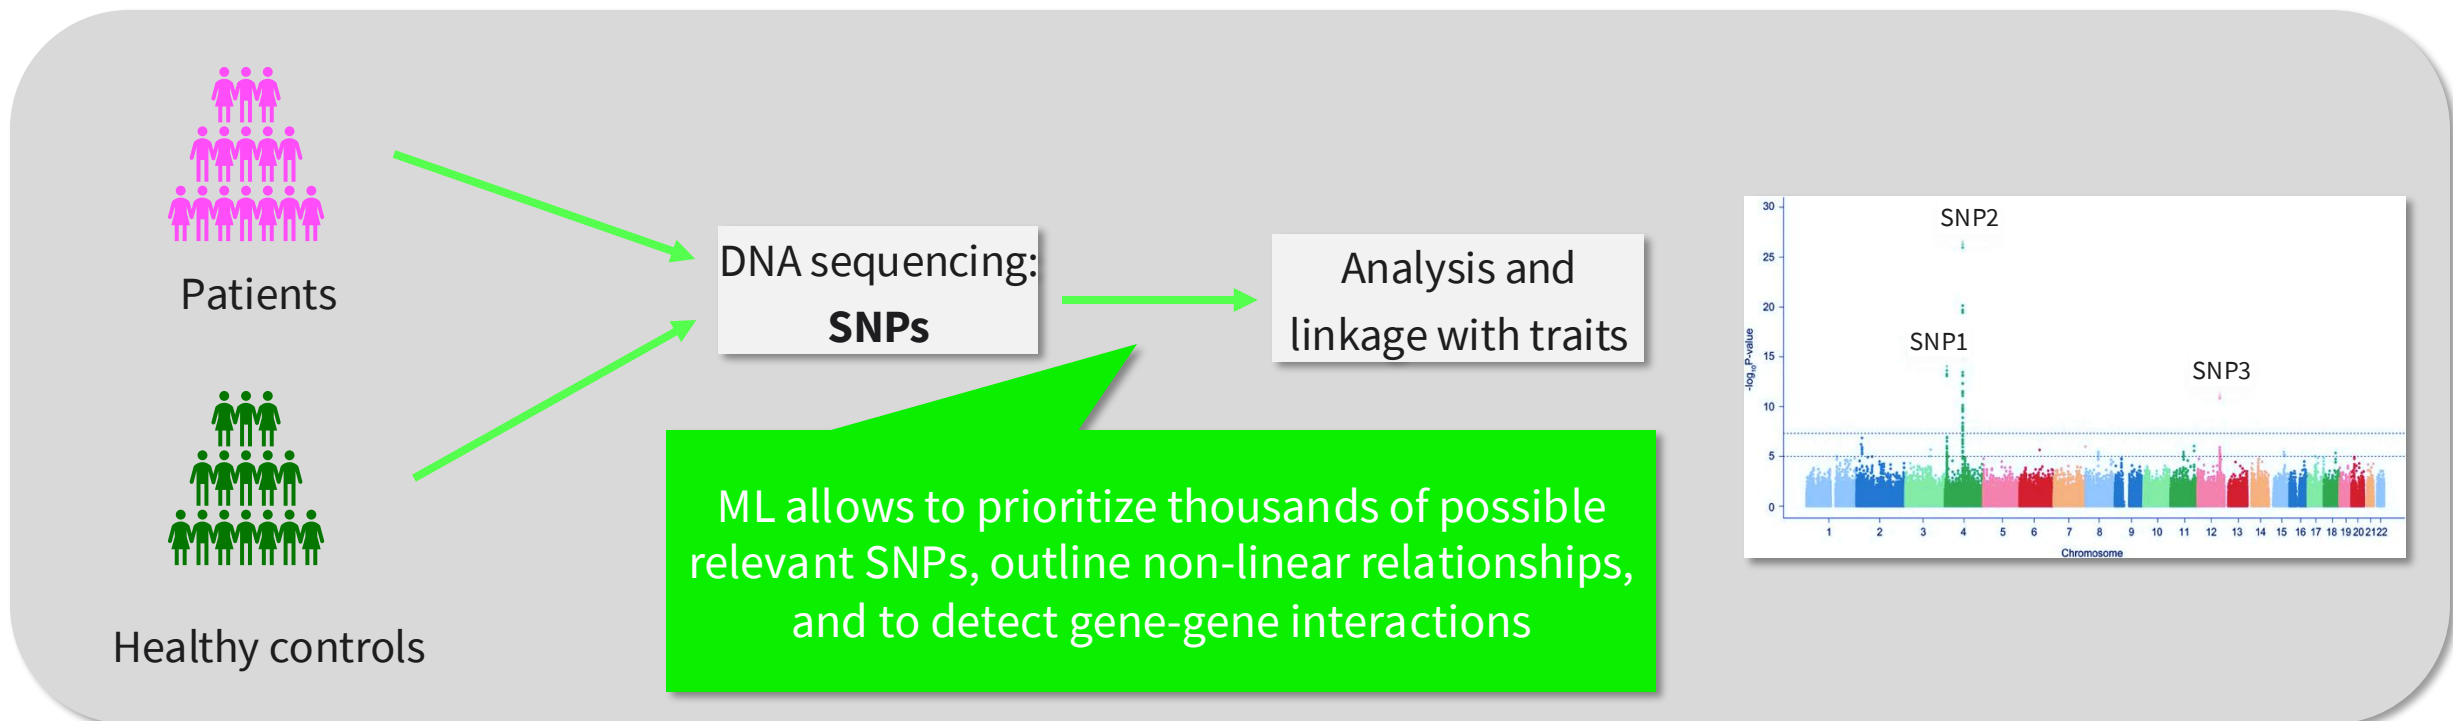 Patients
Healthy controls
DNA sequencing:
SNPs
Analysis and
linkage with traits
ML allows to prioritize thousands of possible
relevant SNPs, outline non-linear relationships,
and to detect gene-gene interactions
30
25
20
15
10
5
0
-log10P-value
SNP2
SNP1
SNP3
1 2 3 4 5 6 7 8 9 10 11 12 13 14 15 16 17 18 19 20 21 22
Chromosome